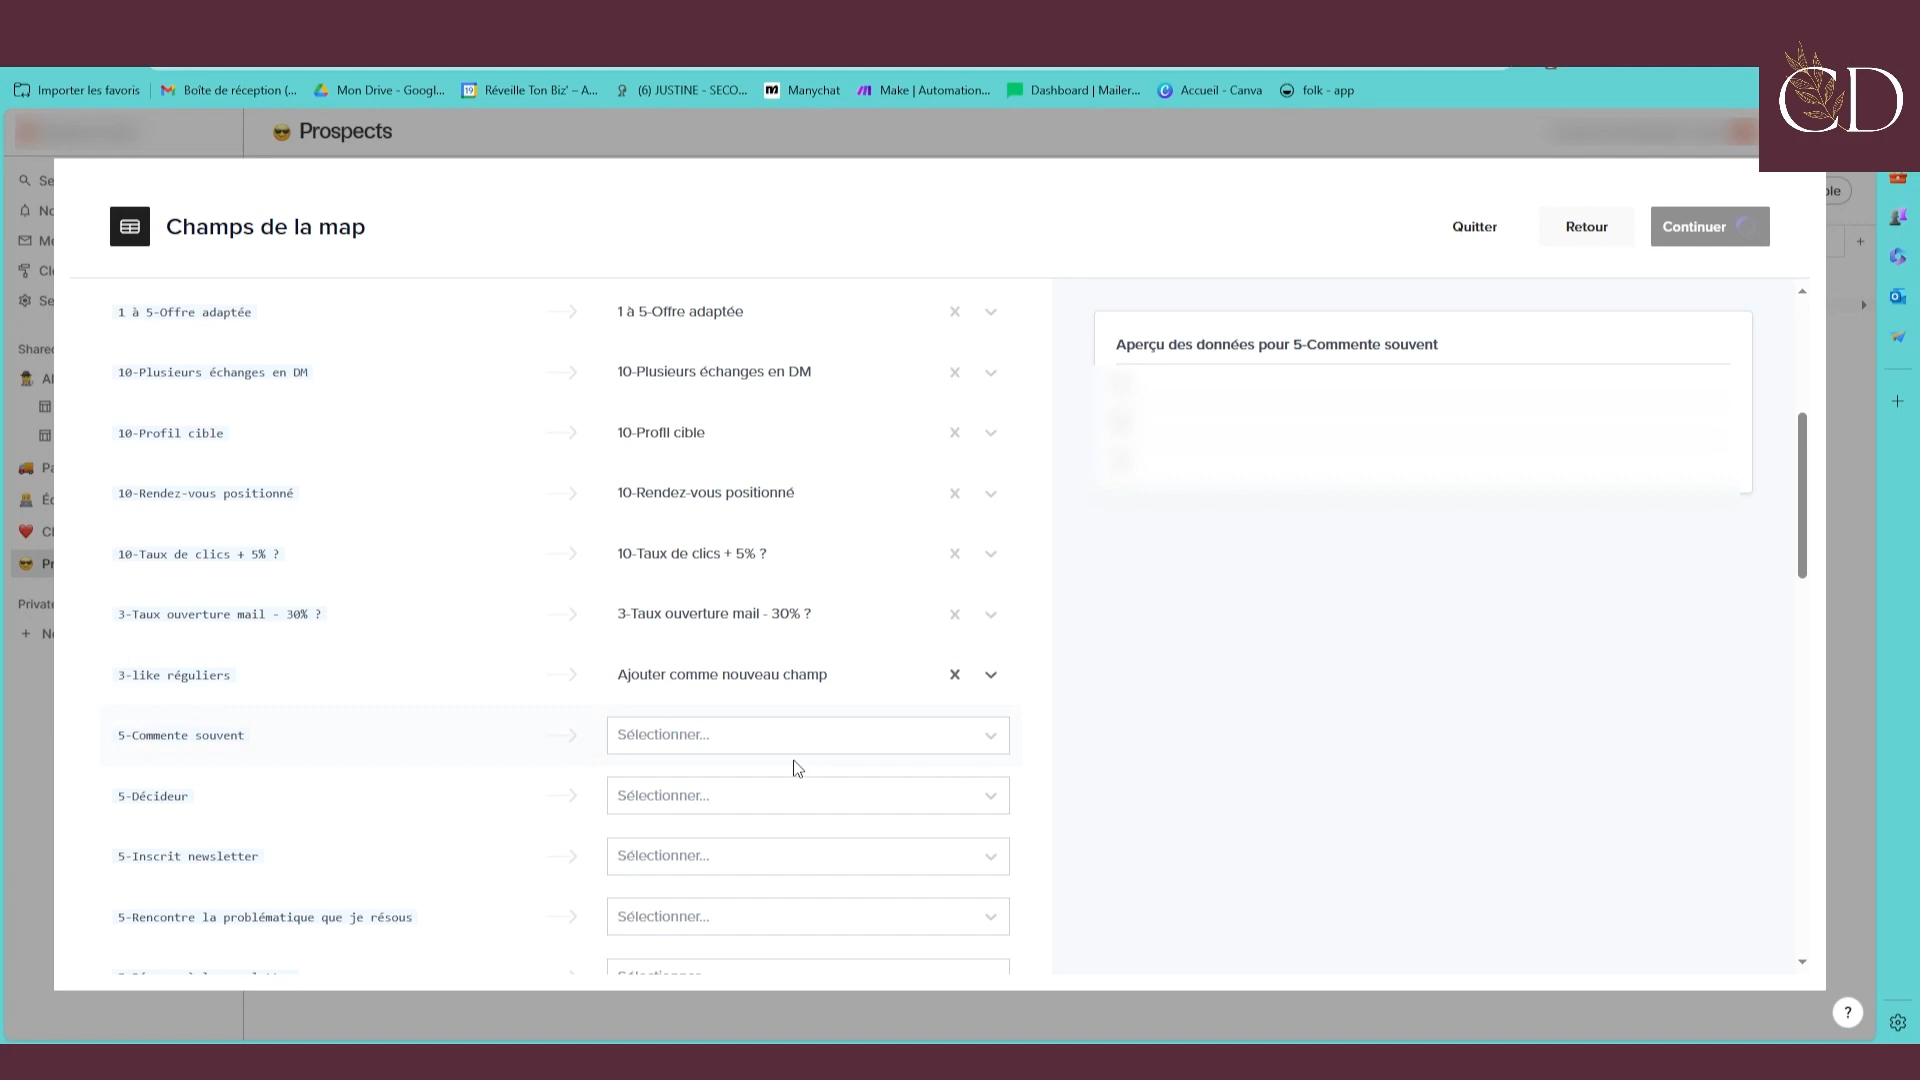 Importer les favoris
Boîte de réception (...
Mon Drive - Googl...
Réveille Ton Biz' – A...
(6) JUSTINE - SECO...
Manychat
Make | Automation...
Dashboard | Mailer...
Accueil - Canva
folk - app
CD
Prospects
Champs de la map
Quitter
Retour
Continuer
Shared
Private
1 à 5-Offre adaptée
1 à 5-Offre adaptée
10-Plusieurs échanges en DM
10-Plusieurs échanges en DM
10-Profil cible
10-Profil cible
10-Rendez-vous positionné
10-Rendez-vous positionné
10-Taux de clics + 5% ?
10-Taux de clics + 5% ?
3-Taux ouverture mail - 30% ?
3-Taux ouverture mail - 30% ?
3-like réguliers
Ajouter comme nouveau champ
5-Commente souvent
Sélectionner...
5-Décideur
Sélectionner...
5-Inscrit newsletter
Sélectionner...
5-Rencontre la problématique que je résous
Sélectionner...
Aperçu des données pour 5-Commente souvent
?